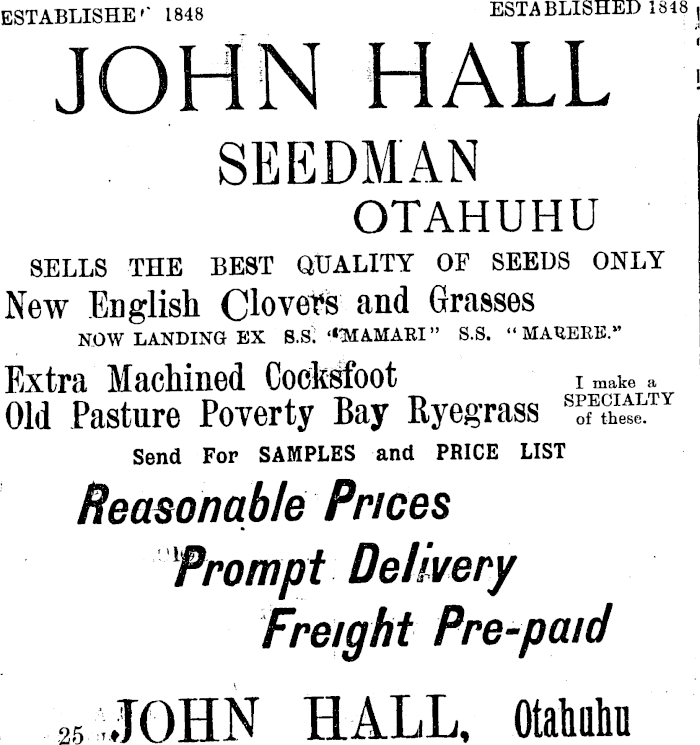 ESTABLISHE' 1848 ESTABLISHED 1848
JOHN HALL
SEEDMAN
OTAHUHU
SELLS THE BEST QUALITY OF SEEDS ONLY
New English Clovers and Grasses
NOW LANDING EX S.S. "MAMARI" S.S. "MARERE."
Extra Machined Cocksfoot
Old Pasture Poverty Bay Ryegrass
I make a
SPECIALTY
of these.
Send For SAMPLES and PRICE LIST
Reasonable Prices
Prompt Delivery
Freight Pre-paid
25 JOHN HALL, Otahuhu